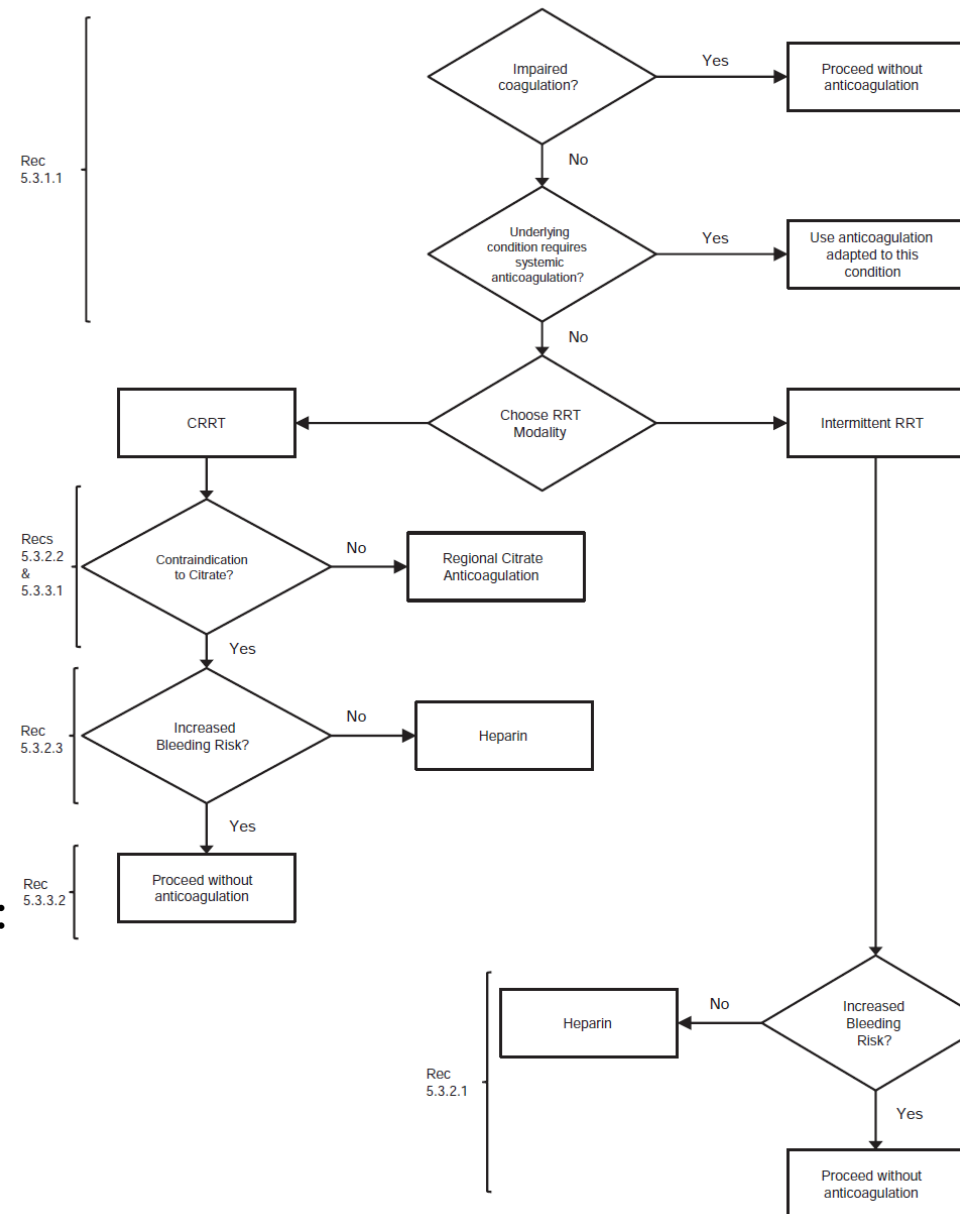 Impaired
coagulation?
Yes
Proceed without
anticoagulation
No
Rec
5.3.1.1
Underlying
condition requires
systemic
anticoagulation?
Yes
Use anticoagulation
adapted to this
condition
No
CRRT
Choose RRT
Modality
Intermittent RRT
Recs
5.3.2.2
&
5.3.3.1
Contraindication
to Citrate?
No
Regional Citrate
Anticoagulation
Yes
Rec
5.3.2.3
Increased
Bleeding Risk?
No
Heparin
Yes
Rec
5.3.3.2
Proceed without
anticoagulation
:
Rec
5.3.2.1
Heparin
No
Increased
Bleeding
Risk?
Yes
Proceed without
anticoagulation